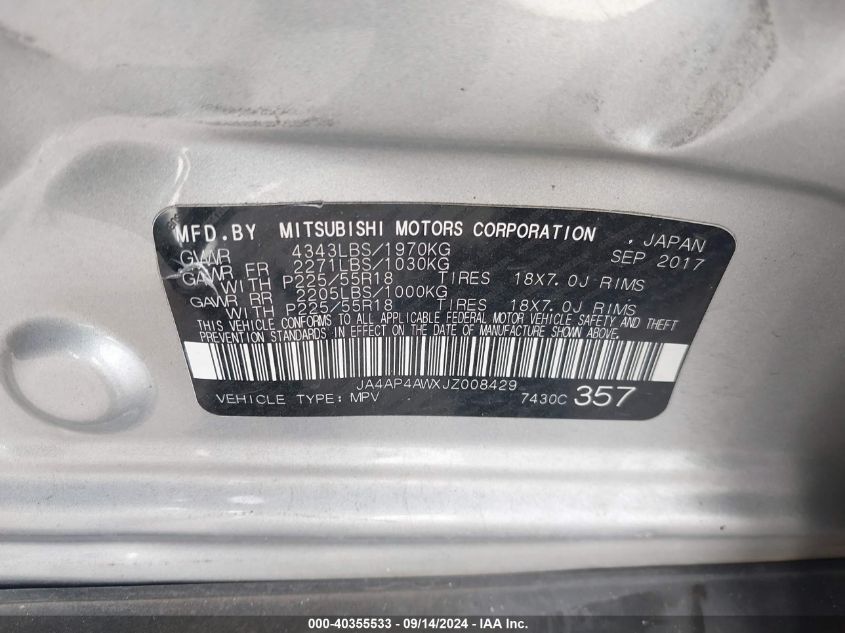 MFD.BY MITSUBISHI MOTORS CORPORATION , JAPAN
GVWR 4343LBS/1970KG SEP 2017
GAWR FR 2271LBS/1030KG
WITH P225/55R18 TIRES 18X7.0J RIMS
GAWR RR 2205LBS/1000KG
WITH P225/55R18 TIRES 18X7.0J RIMS
THIS VEHICLE CONFORMS TO ALL APPLICABLE FEDERAL MOTOR VEHICLE SAFETY AND THEFT
PREVENTION STANDARDS IN EFFECT ON THE DATE OF MANUFACTURE SHOWN ABOVE.
JA4AP4AWXJZ008429
VEHICLE TYPE: MPV 7430C 357
000-40355533 - 09/14/2024 - IAA Inc.